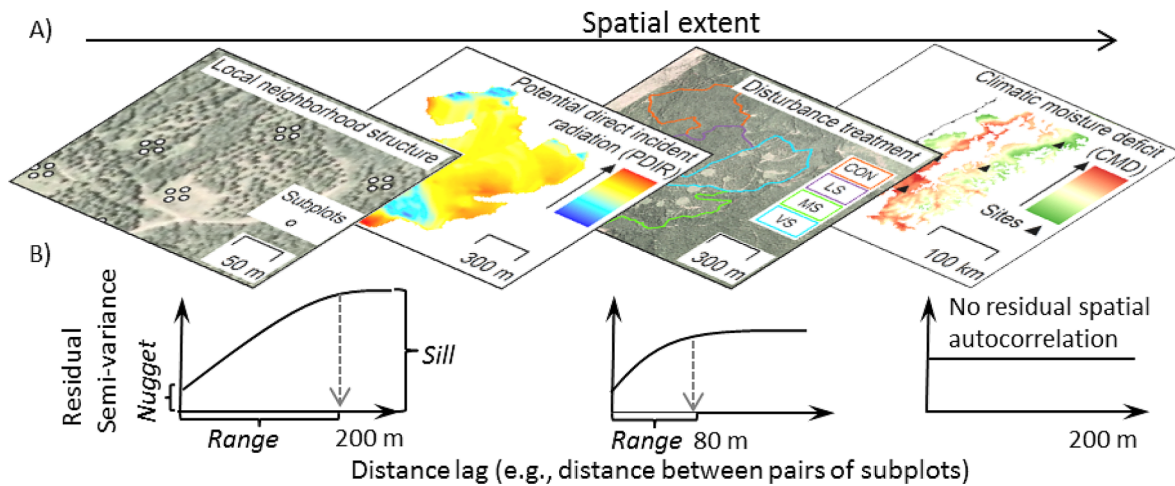 A)
Spatial extent
Local neighborhood structure
Subplots
50 m
Potential direct incident
radiation (PDIR)
300 m
Disturbance treatment
CON
LS
MS
VS
300 m
Climatic moisture deficit
(CMD)
Sites
100 km
B)
Residual
Semi-variance
Nugget
Sill
Range
200 m
Range
80 m
No residual spatial
autocorrelation
200 m
Distance lag (e.g., distance between pairs of subplots)